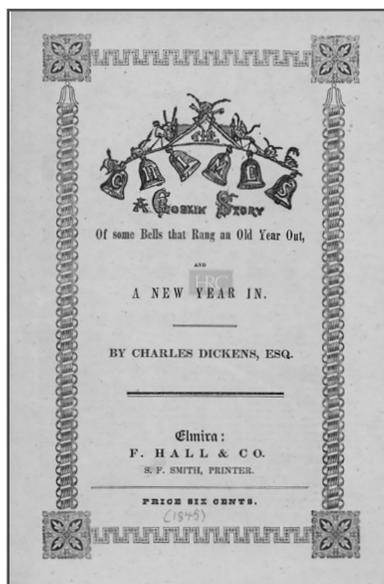 THE
CHIMES
A GOBLIN STORY
Of some Bells that Rang an Old Year Out,
AND
HRC
A NEW YEAR IN.
BY CHARLES DICKENS, ESQ.
Elmira:
F. HALL & CO.
S. F. SMITH, PRINTER.
PRICE SIX CENTS.